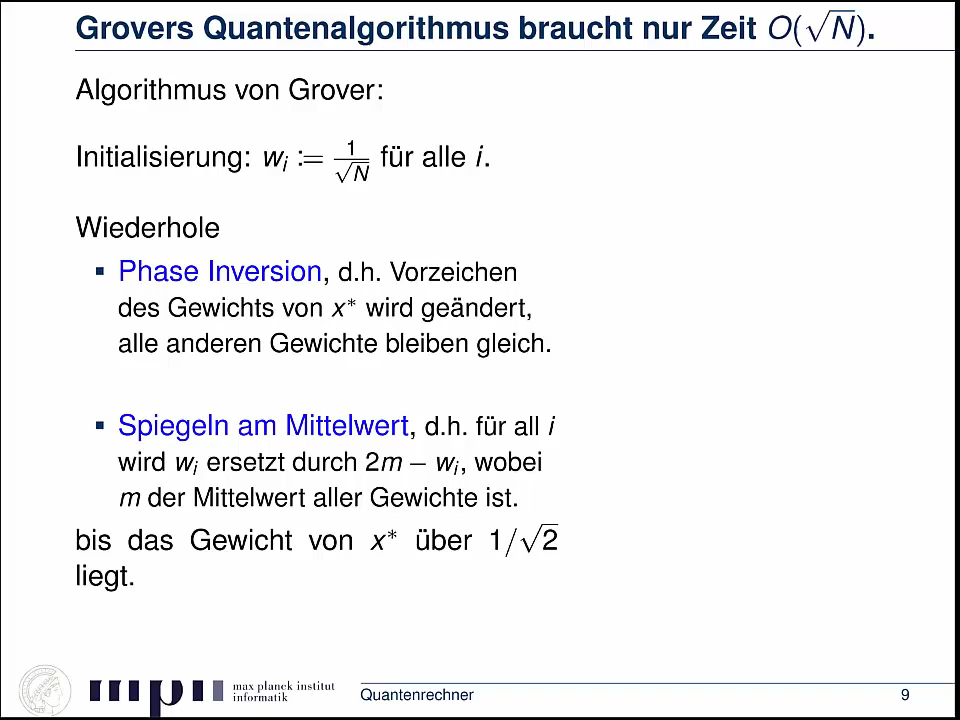 Grovers Quantenalgorithmus braucht nur Zeit O(√N).
Algorithmus von Grover:
Initialisierung: wᵢ := 1/√N für alle i.
Wiederhole
▪ Phase Inversion, d.h. Vorzeichen
des Gewichts von x* wird geändert,
alle anderen Gewichte bleiben gleich.
▪ Spiegeln am Mittelwert, d.h. für all i
wird wᵢ ersetzt durch 2m − wᵢ, wobei
m der Mittelwert aller Gewichte ist.
bis das Gewicht von x* über 1/√2
liegt.
mpii max planck institut
informatik
Quantenrechner
9